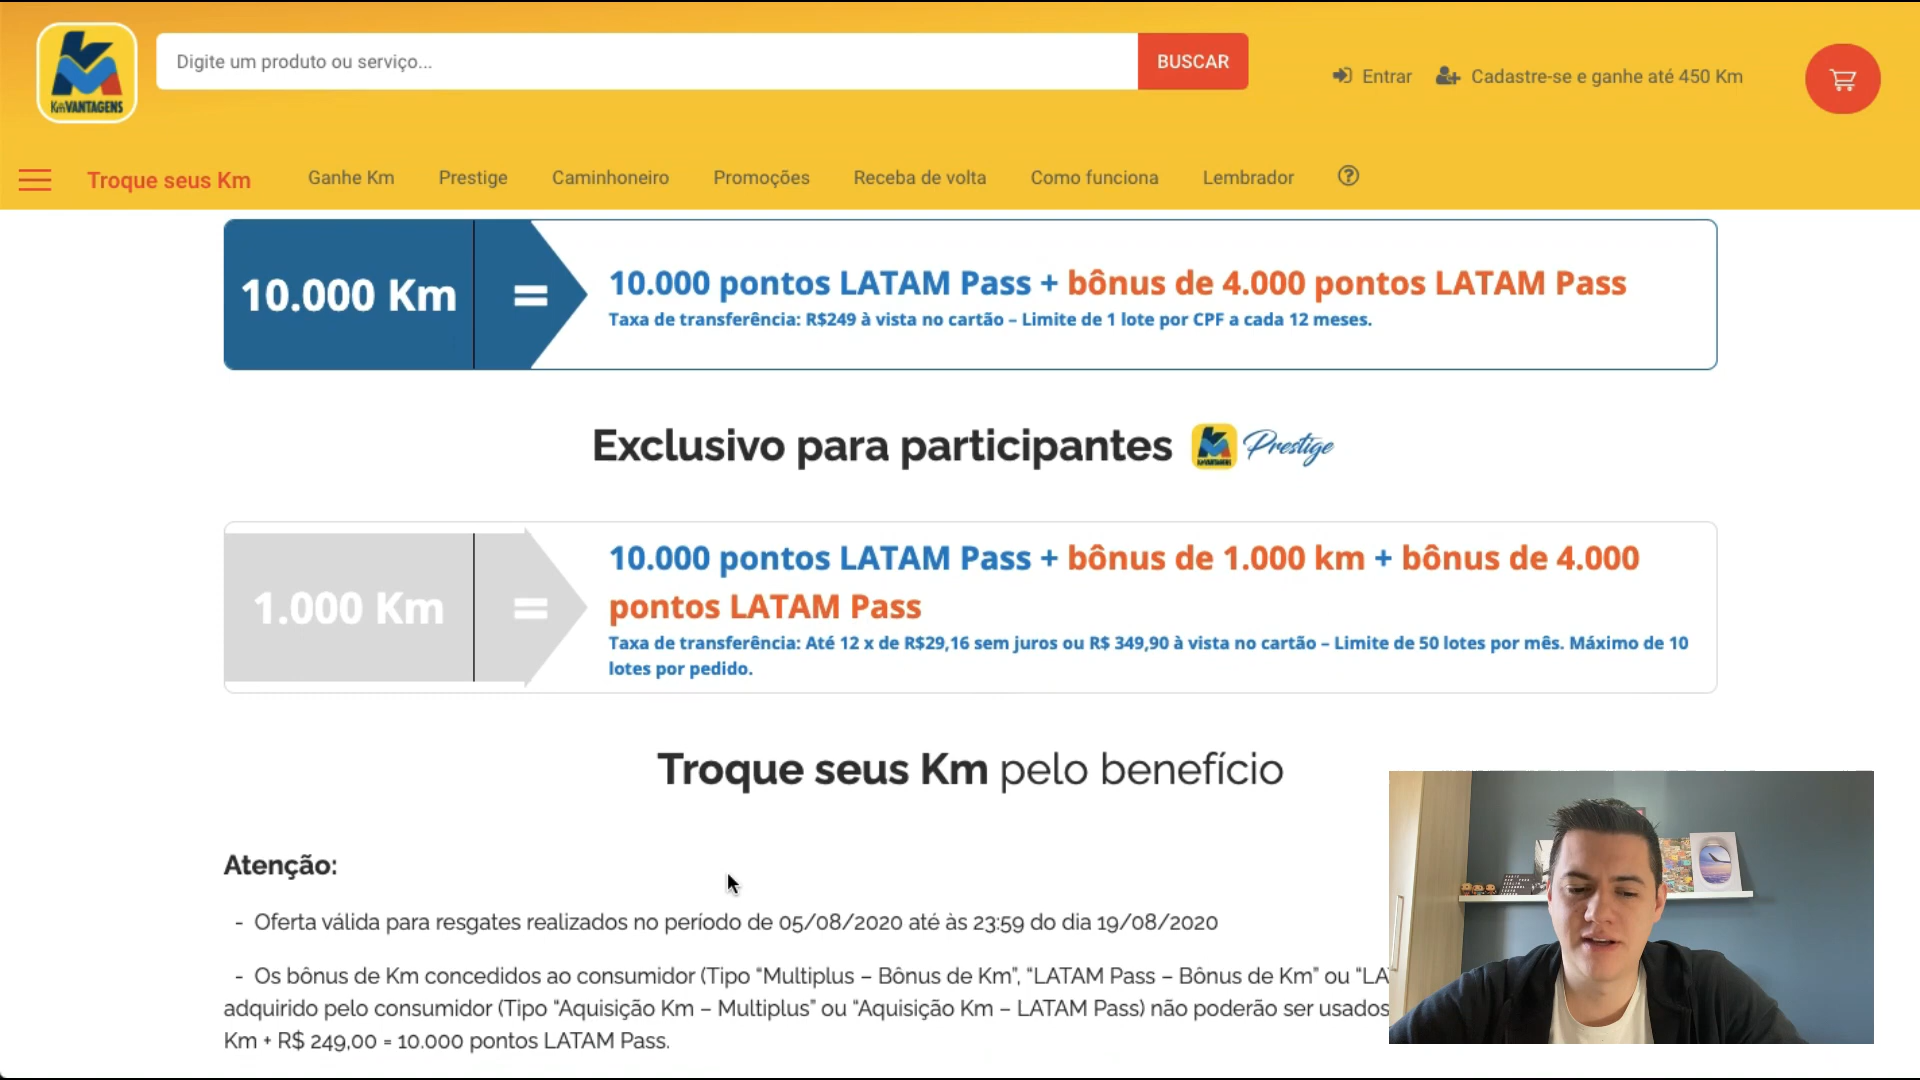 Digite um produto ou serviço...
BUSCAR
Entrar
Cadastre-se e ganhe até 450 Km
Km VANTAGENS
Troque seus Km
Ganhe Km
Prestige
Caminhoneiro
Promoções
Receba de volta
Como funciona
Lembrador
?
10.000 Km
=
10.000 pontos LATAM Pass + bônus de 4.000 pontos LATAM Pass
Taxa de transferência: R$249 à vista no cartão – Limite de 1 lote por CPF a cada 12 meses.
Exclusivo para participantes Prestige
1.000 Km
=
10.000 pontos LATAM Pass + bônus de 1.000 km + bônus de 4.000
pontos LATAM Pass
Taxa de transferência: Até 12 x de R$29,16 sem juros ou R$ 349,90 à vista no cartão – Limite de 50 lotes por mês. Máximo de 10
lotes por pedido.
Troque seus Km pelo benefício
Atenção:
- Oferta válida para resgates realizados no período de 05/08/2020 até às 23:59 do dia 19/08/2020
- Os bônus de Km concedidos ao consumidor (Tipo “Multiplus – Bônus de Km”, “LATAM Pass – Bônus de Km” ou “LA
adquirido pelo consumidor (Tipo “Aquisição Km – Multiplus” ou “Aquisição Km – LATAM Pass) não poderão ser usados
Km + R$ 249,00 = 10.000 pontos LATAM Pass.